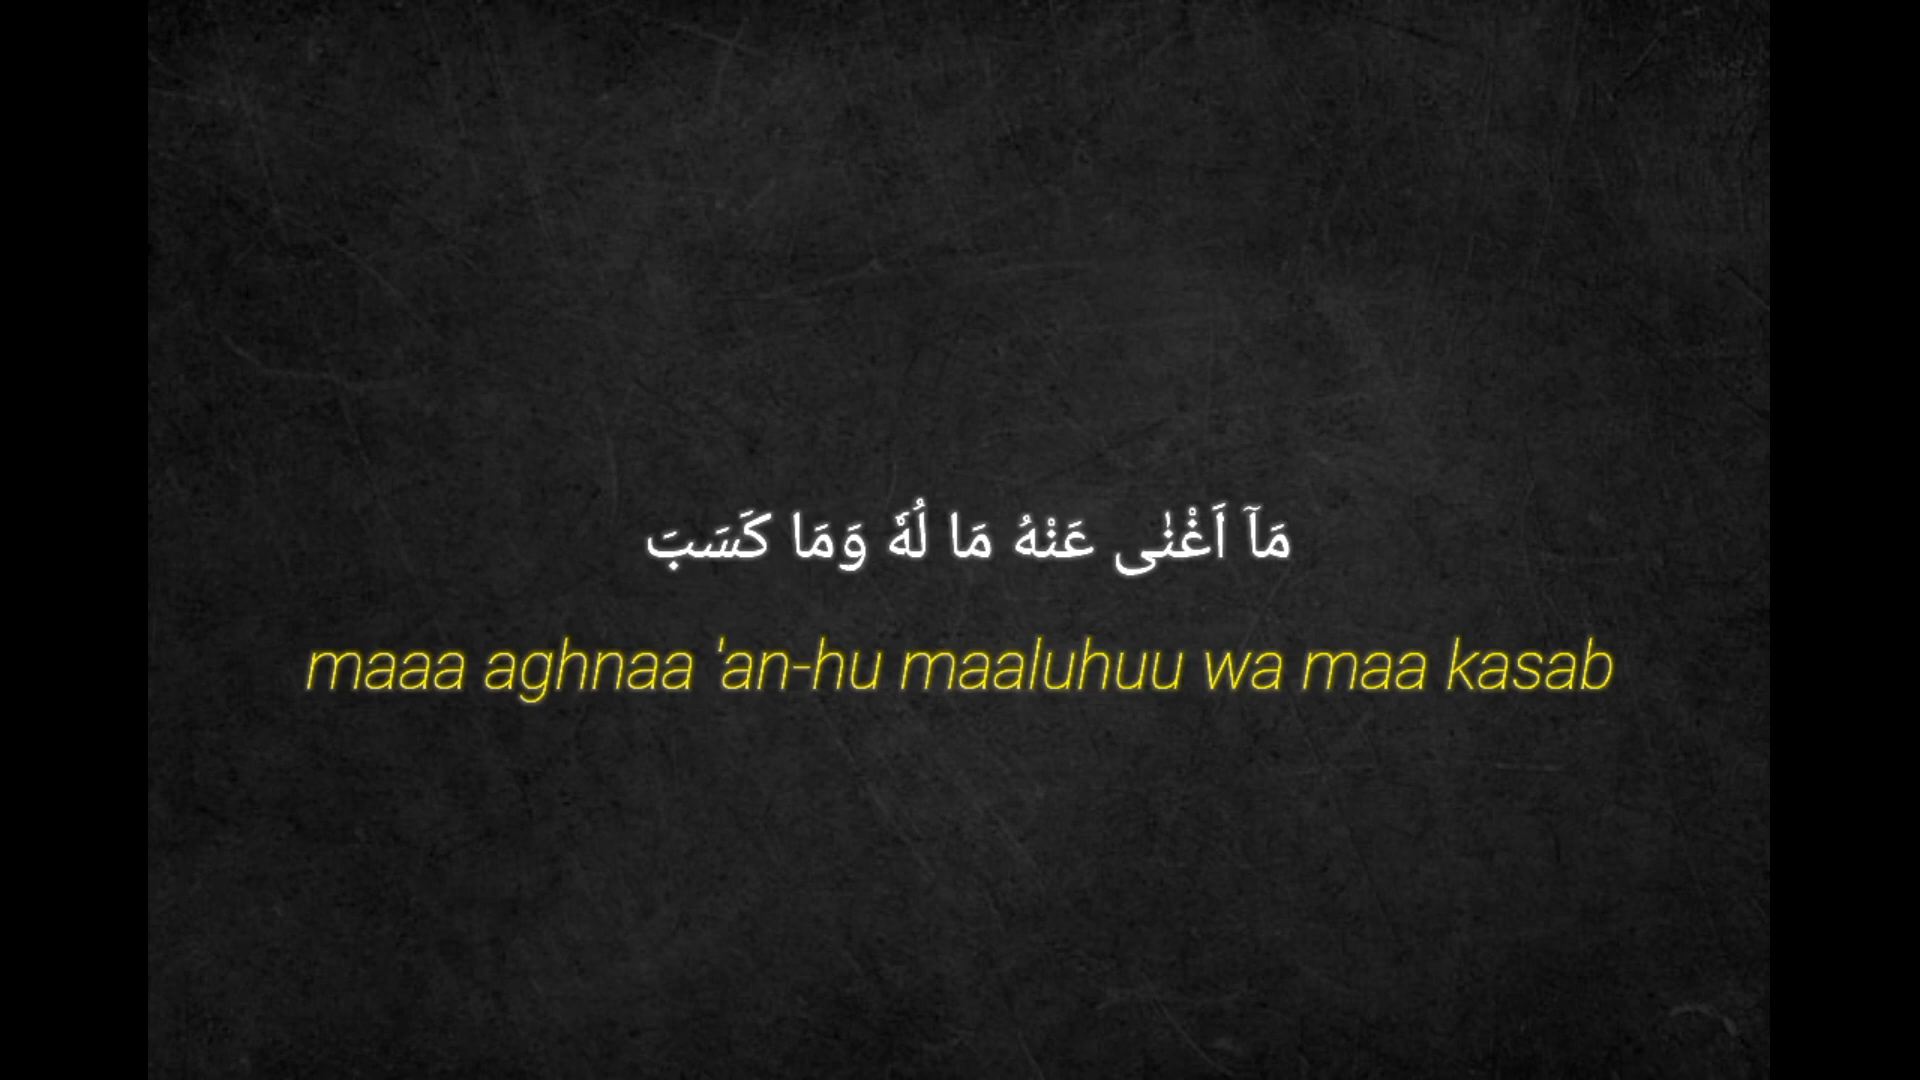 مَآ اَغْنٰى عَنْهُ مَا لُهٗ وَمَا كَسَبَ
maaa aghnaa 'an-hu maaluhuu wa maa kasab